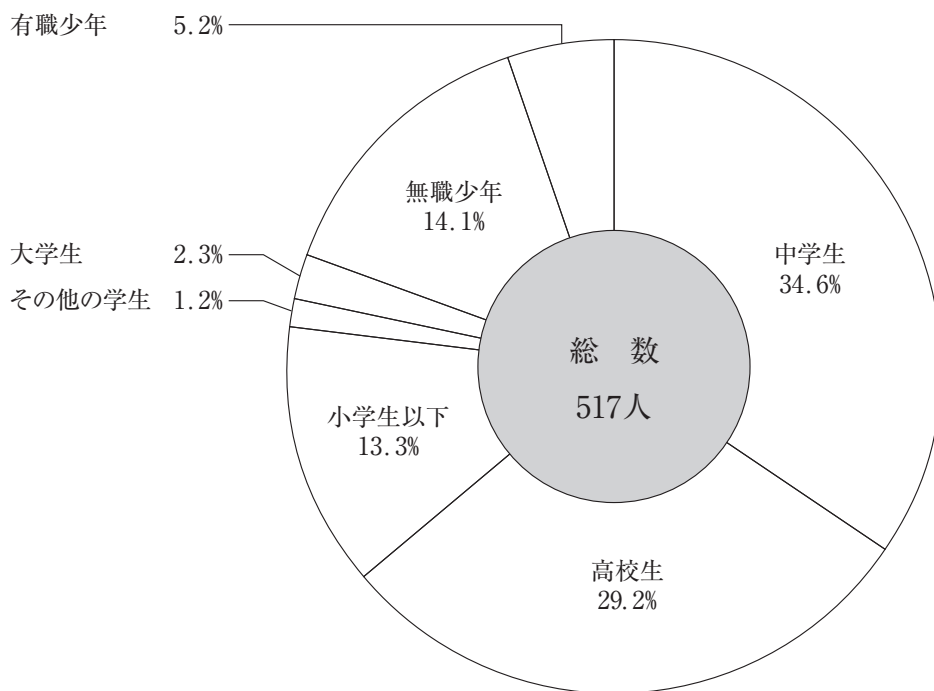 有職少年 5.2%
無職少年
14.1%
中学生
34.6%
大学生 2.3%
その他の学生 1.2%
総 数
517人
小学生以下
13.3%
高校生
29.2%